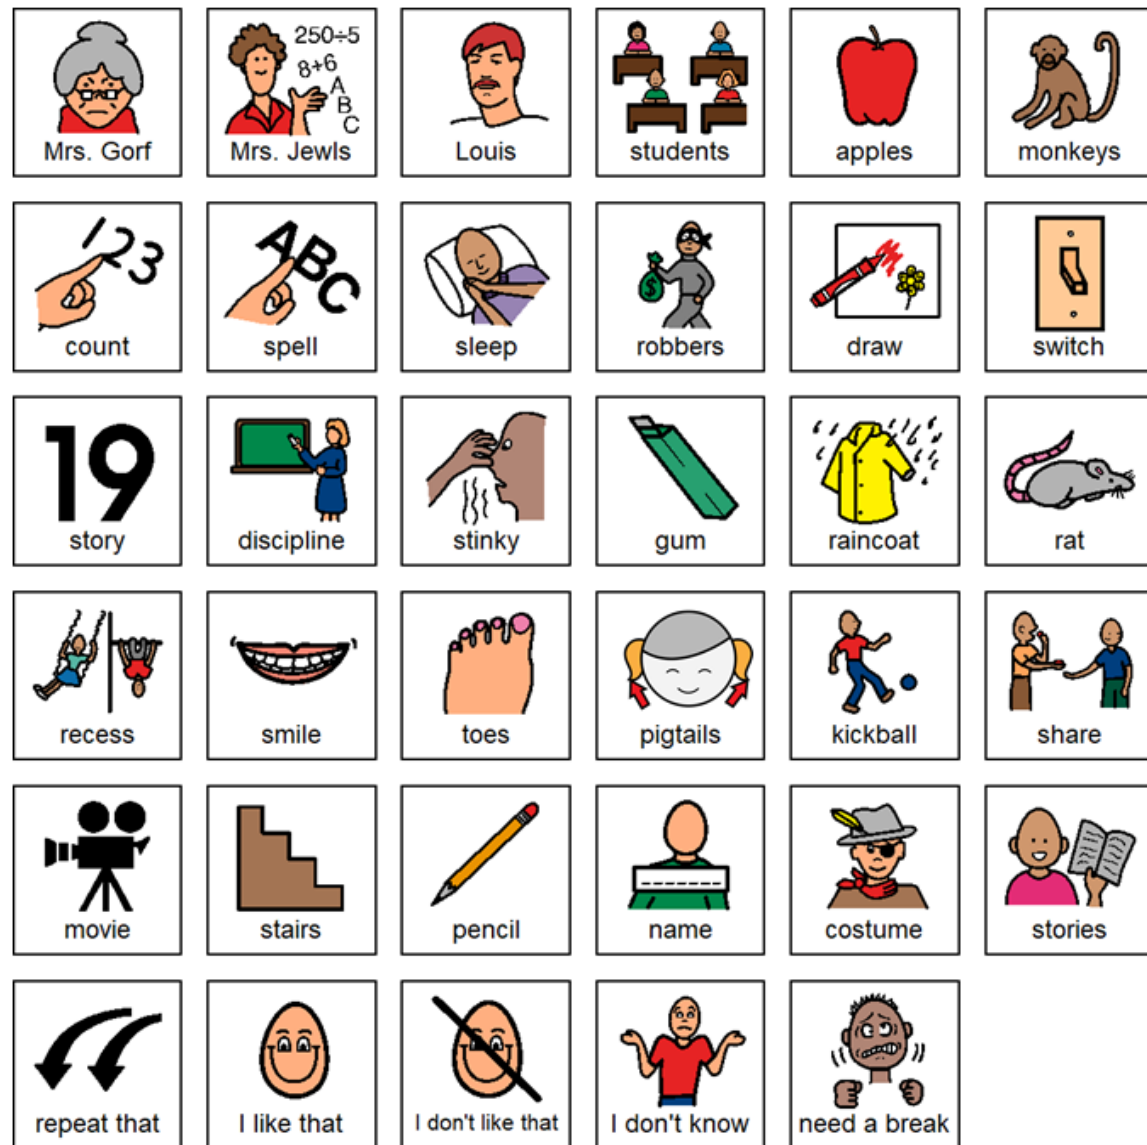 250÷5
8+6
A
B
C
Mrs. Gorf
Mrs. Jewls
Louis
students
apples
monkeys
123
ABC
$
count
spell
sleep
robbers
draw
switch
19
story
discipline
stinky
gum
raincoat
rat
recess
smile
toes
pigtails
kickball
share
movie
stairs
pencil
name
costume
stories
repeat that
I like that
I don't like that
I don't know
need a break